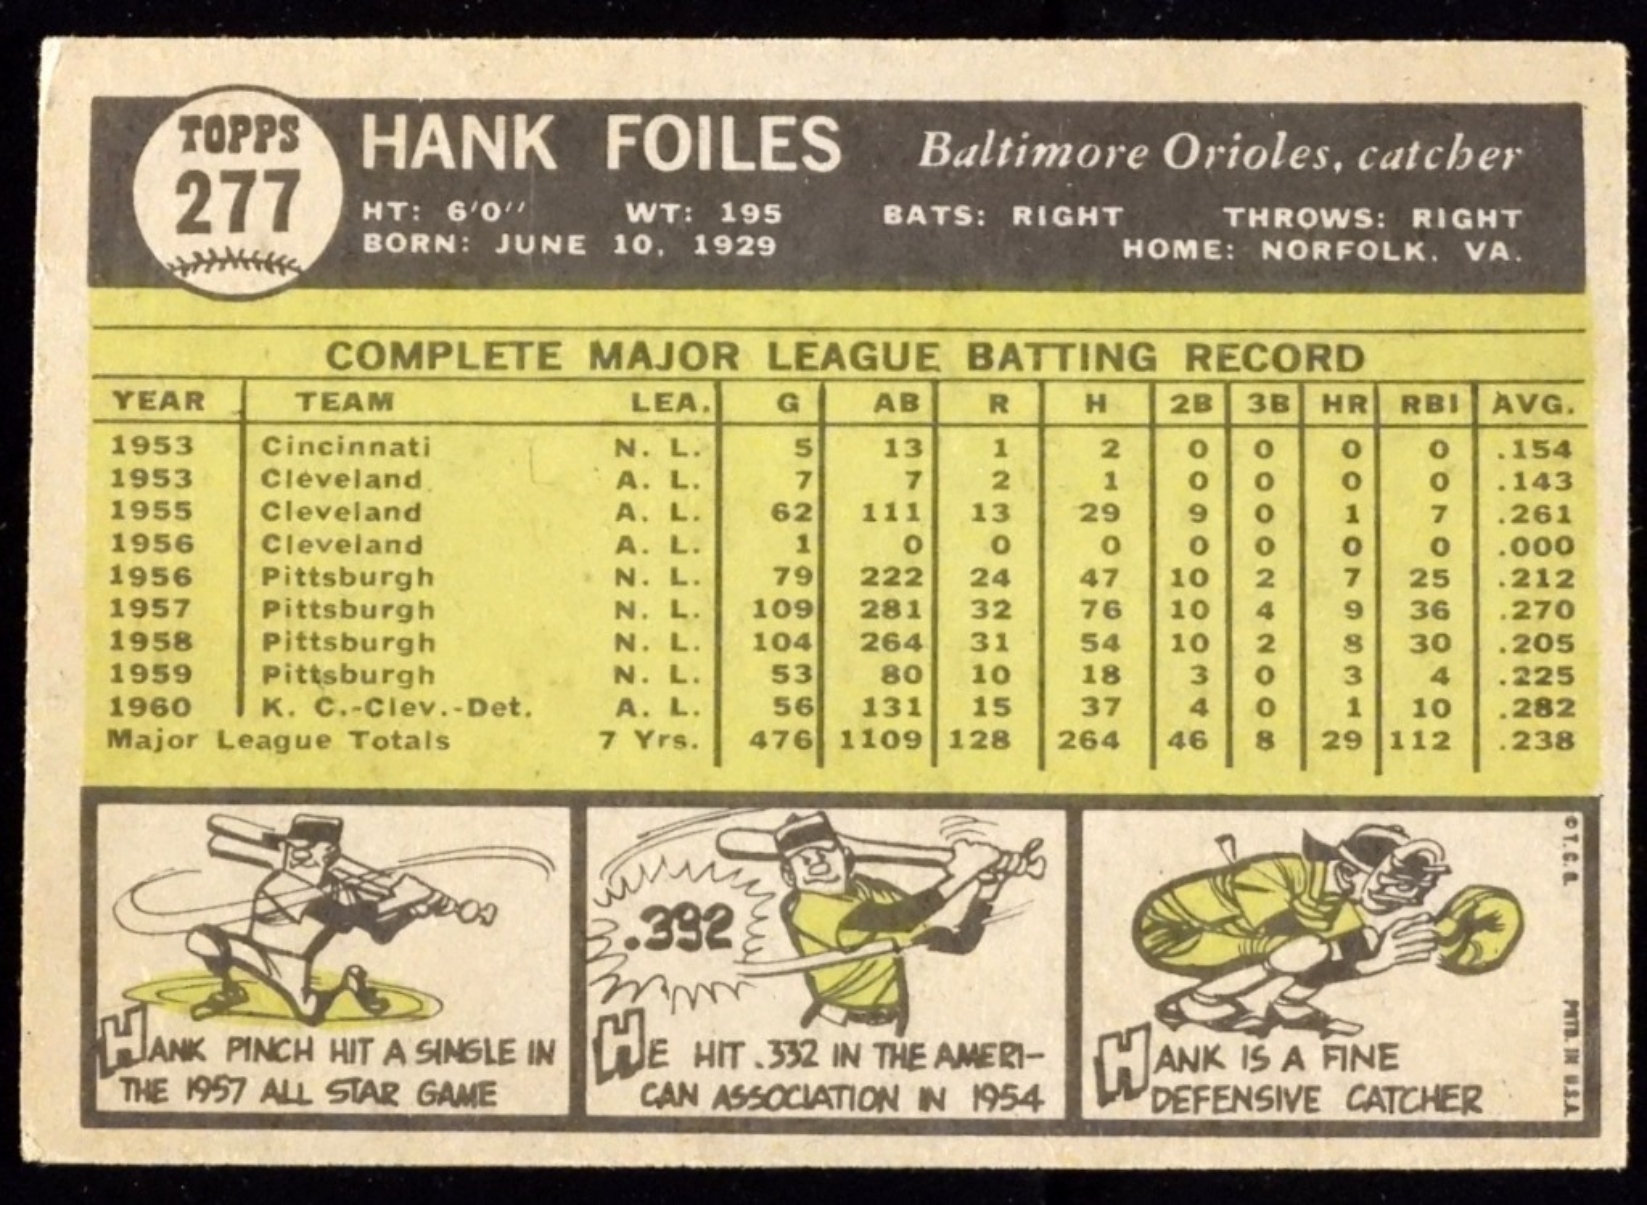 TOPPS
277
HANK FOILES Baltimore Orioles, catcher
HT: 6'0" WT: 195 BATS: RIGHT THROWS: RIGHT
BORN: JUNE 10, 1929 HOME: NORFOLK, VA.
COMPLETE MAJOR LEAGUE BATTING RECORD
YEAR TEAM LEA. G AB R H 2B 3B HR RBI AVG.
1953 Cincinnati N. L. 5 13 1 2 0 0 0 0 .154
1953 Cleveland A. L. 7 7 2 1 0 0 0 0 .143
1955 Cleveland A. L. 62 111 13 29 9 0 1 7 .261
1956 Cleveland A. L. 1 0 0 0 0 0 0 0 .000
1956 Pittsburgh N. L. 79 222 24 47 10 2 7 25 .212
1957 Pittsburgh N. L. 109 281 32 76 10 4 9 36 .270
1958 Pittsburgh N. L. 104 264 31 54 10 2 8 30 .205
1959 Pittsburgh N. L. 53 80 10 18 3 0 3 4 .225
1960 K. C.-Clev.-Det. A. L. 56 131 15 37 4 0 1 10 .282
Major League Totals 7 Yrs. 476 1109 128 264 46 8 29 112 .238
HANK PINCH HIT A SINGLE IN
THE 1957 ALL STAR GAME
.392
HE HIT .332 IN THE AMERI-
CAN ASSOCIATION IN 1954
HANK IS A FINE
DEFENSIVE CATCHER
© T. C. G.
PRTD. IN U.S.A.